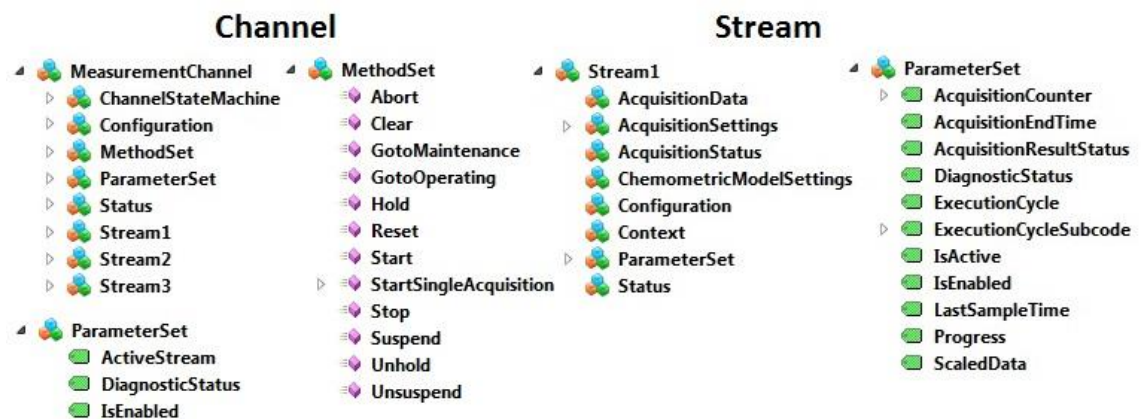 Channel
MeasurementChannel
ChannelStateMachine
Configuration
MethodSet
ParameterSet
Status
Stream1
Stream2
Stream3
ParameterSet
ActiveStream
DiagnosticStatus
IsEnabled
MethodSet
Abort
Clear
GotoMaintenance
GotoOperating
Hold
Reset
Start
StartSingleAcquisition
Stop
Suspend
Unhold
Unsuspend
Stream
Stream1
AcquisitionData
AcquisitionSettings
AcquisitionStatus
ChemometricModelSettings
Configuration
Context
ParameterSet
Status
ParameterSet
AcquisitionCounter
AcquisitionEndTime
AcquisitionResultStatus
DiagnosticStatus
ExecutionCycle
ExecutionCycleSubcode
IsActive
IsEnabled
LastSampleTime
Progress
ScaledData